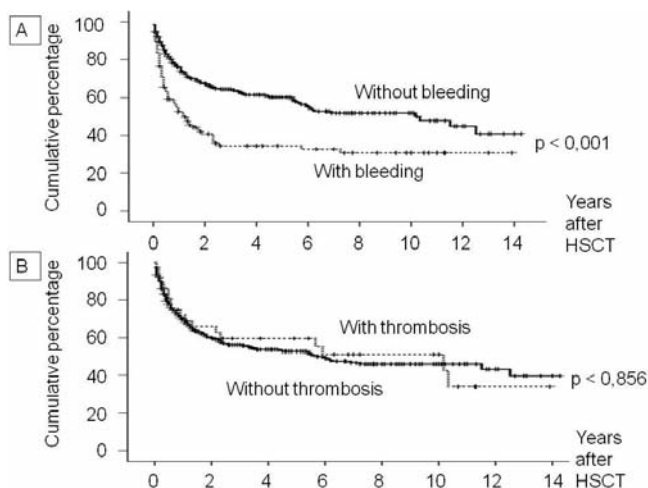 A
Cumulative percentage
100
80
60
40
20
0
Without bleeding
With bleeding
p < 0,001
0 2 4 6 8 10 12 14
Years
after
HSCT
B
Cumulative percentage
100
80
60
40
20
0
With thrombosis
Without thrombosis
p < 0,856
0 2 4 6 8 10 12 14
Years
after
HSCT